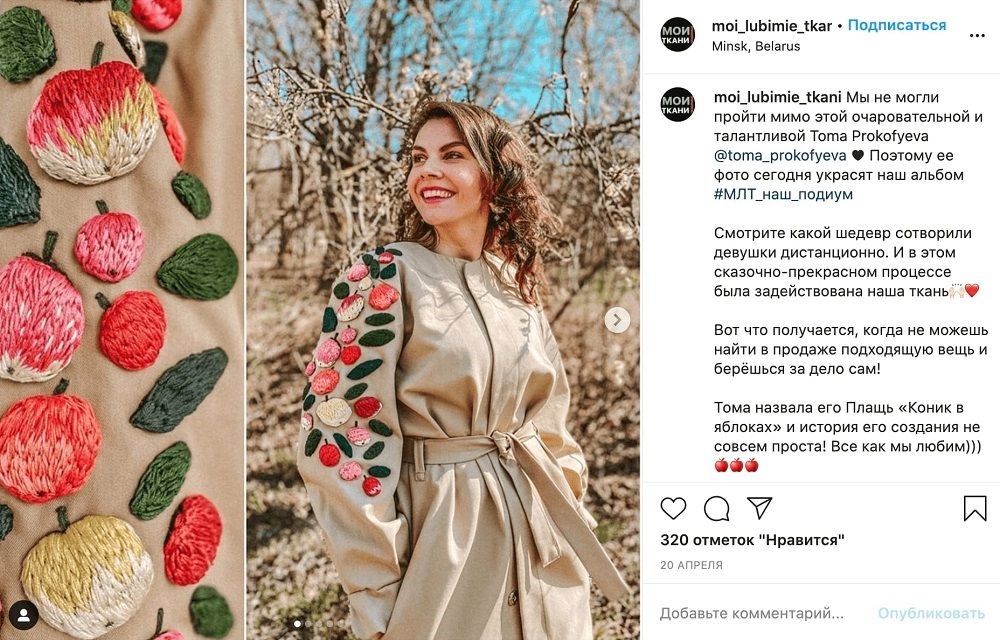 МОИ
ТКАНИ
moi_lubimie_tkar • Подписаться
Minsk, Belarus
МОИ
ТКАНИ
moi_lubimie_tkani Мы не могли
пройти мимо этой очаровательной и
талантливой Toma Prokofyeva
@toma_prokofyeva 🖤 Поэтому ее
фото сегодня украсят наш альбом
#МЛТ_наш_подиум
Смотрите какой шедевр сотворили
девушки дистанционно. И в этом
сказочно-прекрасном процессе
была задействована наша ткань🙌🏻❤️
Вот что получается, когда не можешь
найти в продаже подходящую вещь и
берёшься за дело сам!
Тома назвала его Плащь «Коник в
яблоках» и история его создания не
совсем проста! Все как мы любим)))
🍎🍎🍎
320 отметок "Нравится"
20 АПРЕЛЯ
Добавьте комментарий... Опубликовать